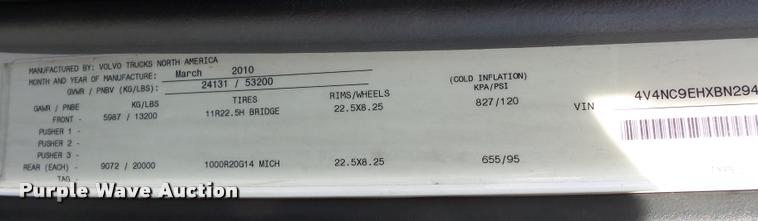 MANUFACTURED BY: VOLVO TRUCKS NORTH AMERICA
MONTH AND YEAR OF MANUFACTURE: March 2010
GVWR / PNBV (KG/LBS): 24131 / 53200
GAWR / PNBE KG/LBS TIRES RIMS/WHEELS (COLD INFLATION) KPA/PSI
FRONT - 5987 / 13200 11R22.5H BRIDGE 22.5X8.25 827/120
PUSHER 1 -
PUSHER 2 -
PUSHER 3 -
REAR (EACH) - 9072 / 20000 1000R20G14 MICH 22.5X8.25 655/95
TAG -
VIN 4V4NC9EHXBN294
Purple Wave Auction